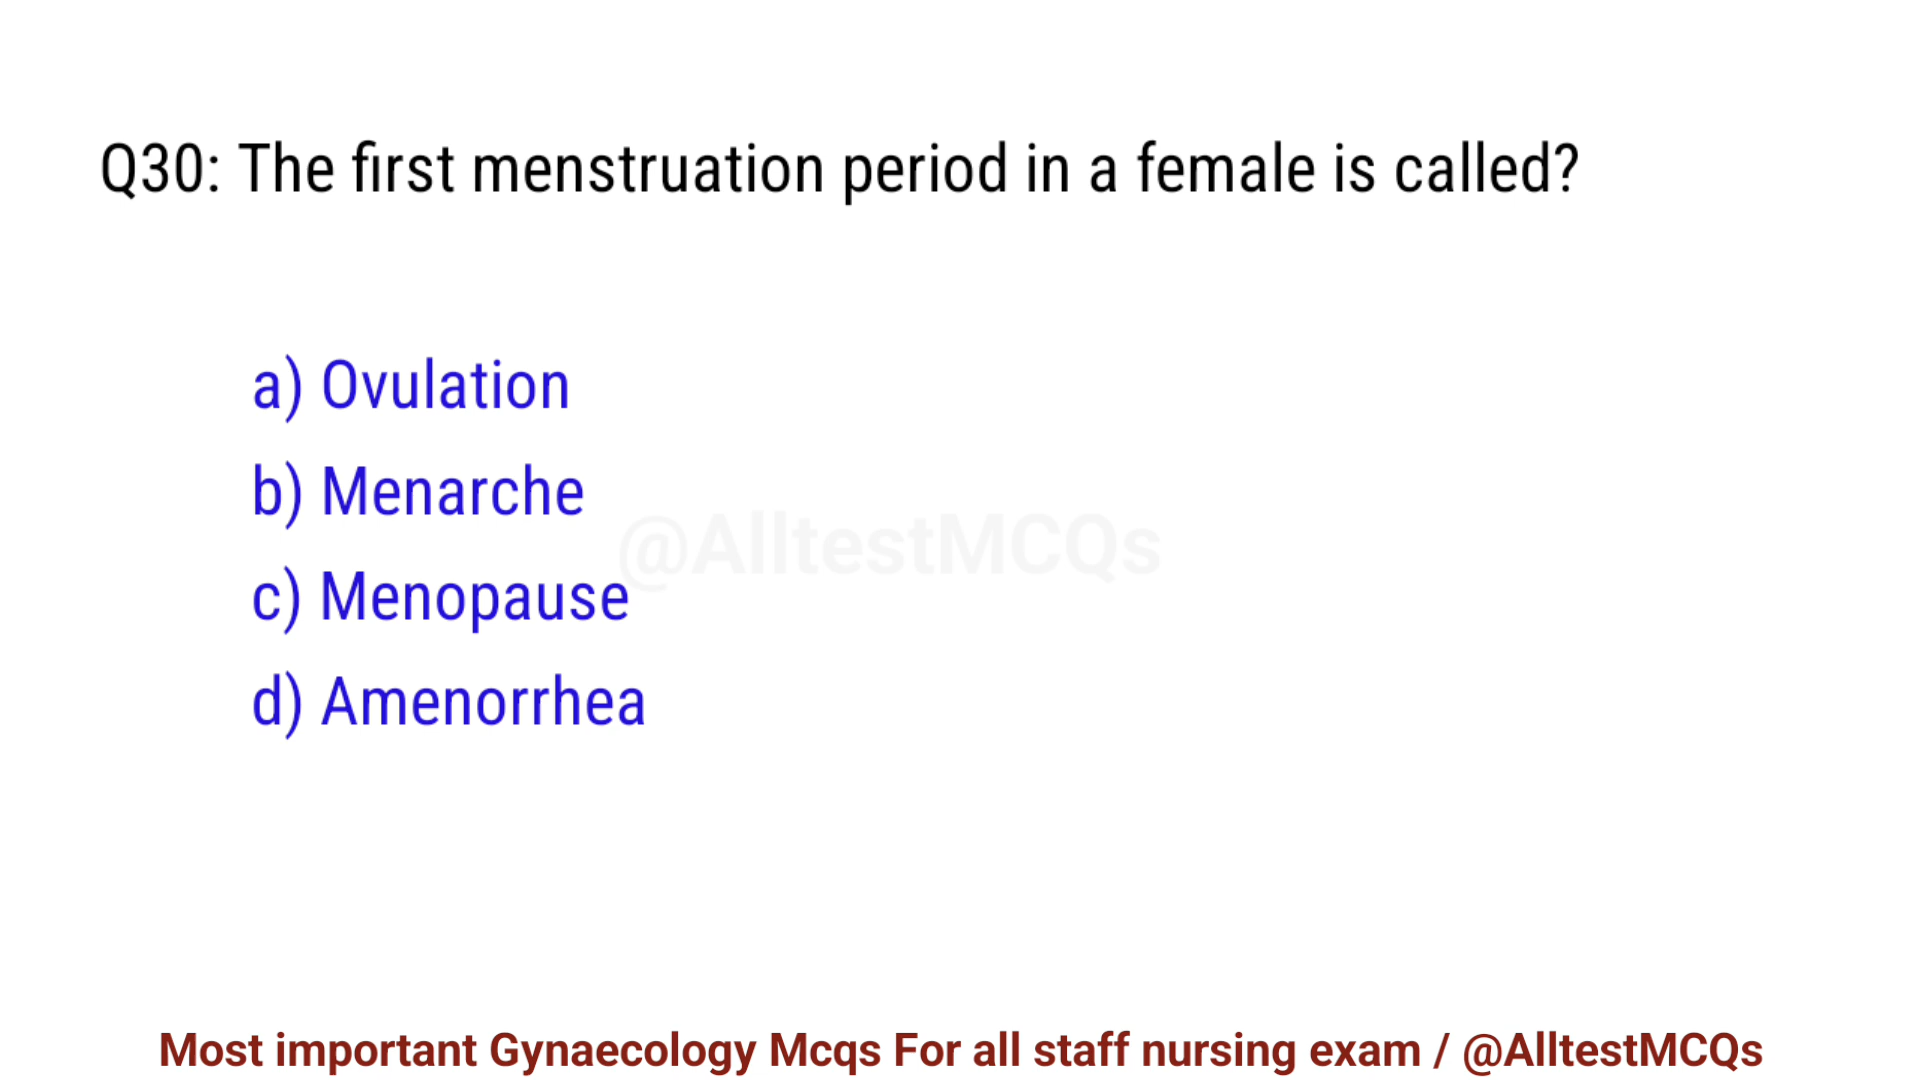 Q30: The first menstruation period in a female is called?
a) Ovulation
b) Menarche
@AlltestMCQs
c) Menopause
d) Amenorrhea
Most important Gynaecology Mcqs For all staff nursing exam / @AlltestMCQs